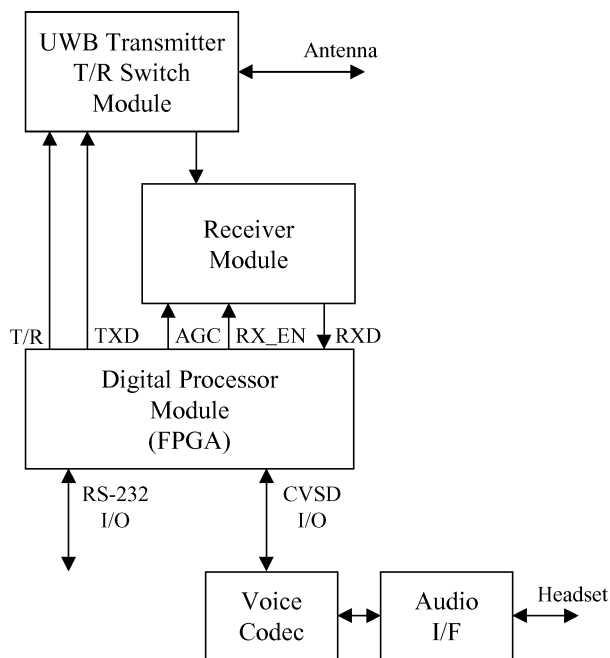 UWB Transmitter
T/R Switch
Module
Antenna
Receiver
Module
T/R
TXD
AGC
RX_EN
RXD
Digital Processor
Module
(FPGA)
RS-232
I/O
CVSD
I/O
Voice
Codec
Audio
I/F
Headset